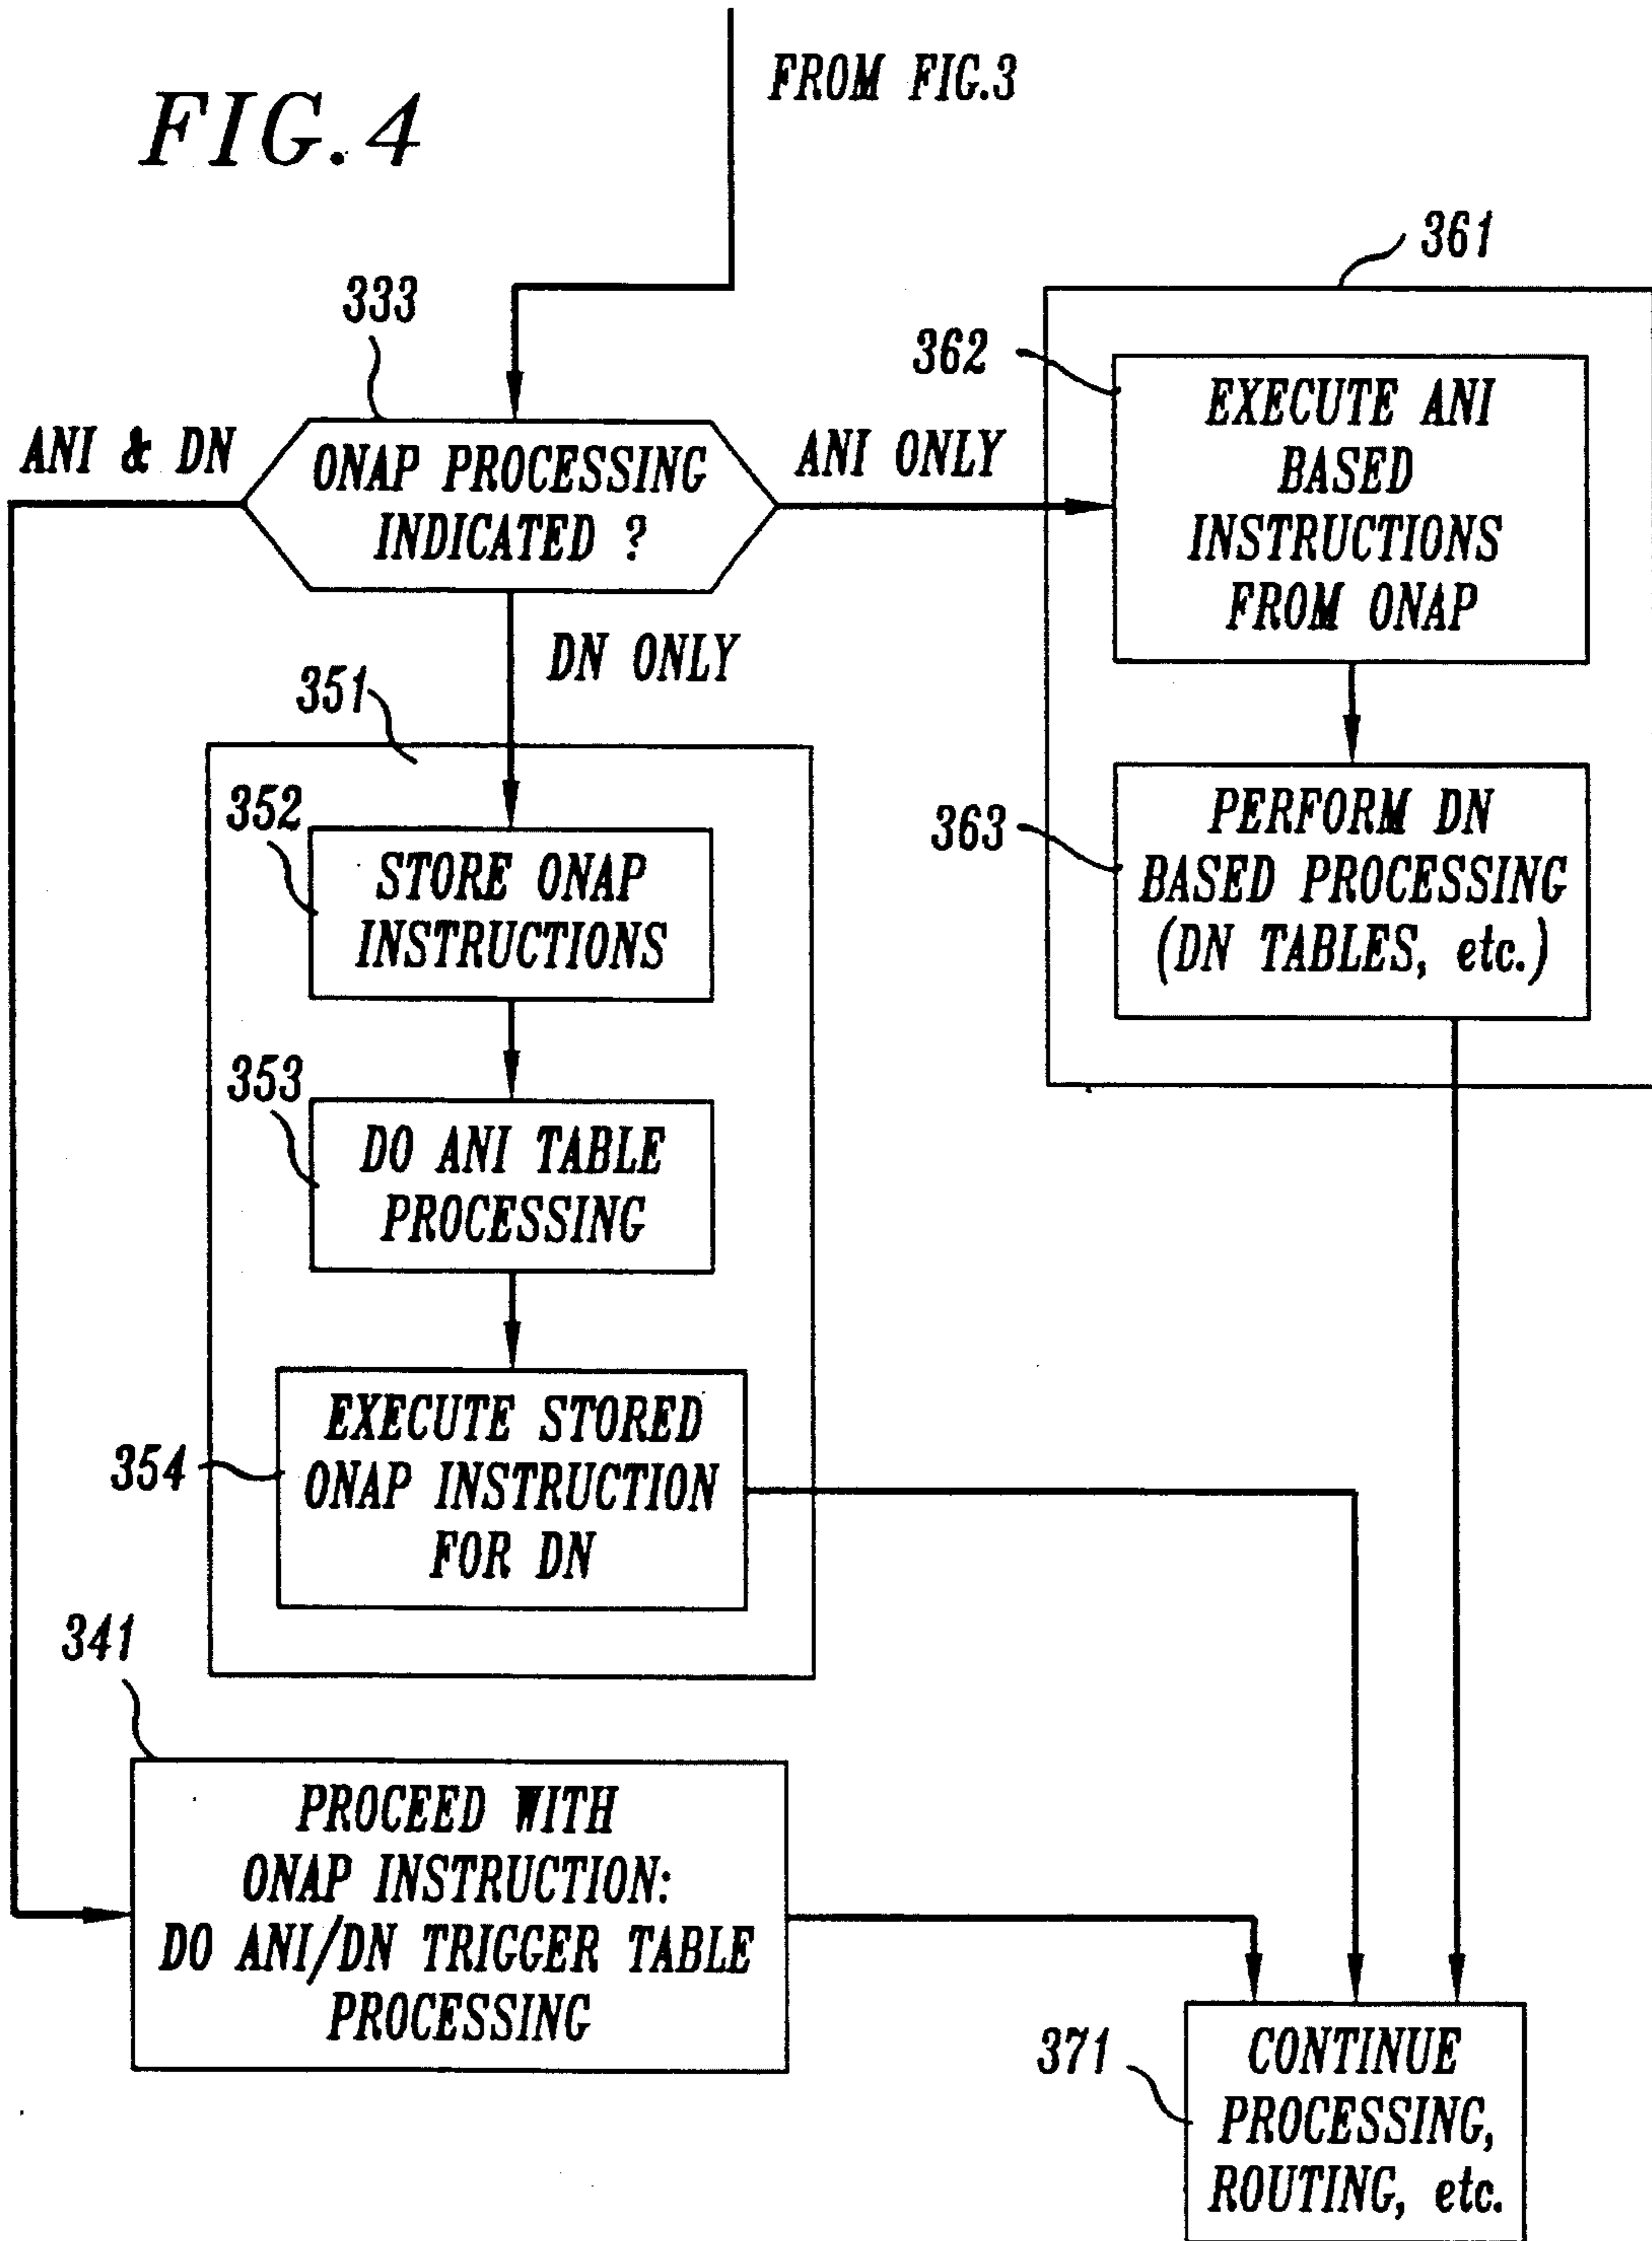 FIG.4
FROM FIG.3
333
ANI & DN
ONAP PROCESSING
INDICATED ?
ANI ONLY
DN ONLY
361
362
EXECUTE ANI
BASED
INSTRUCTIONS
FROM ONAP
363
PERFORM DN
BASED PROCESSING
(DN TABLES, etc.)
351
352
STORE ONAP
INSTRUCTIONS
353
DO ANI TABLE
PROCESSING
354
EXECUTE STORED
ONAP INSTRUCTION
FOR DN
341
PROCEED WITH
ONAP INSTRUCTION:
DO ANI/DN TRIGGER TABLE
PROCESSING
371
CONTINUE
PROCESSING,
ROUTING, etc.